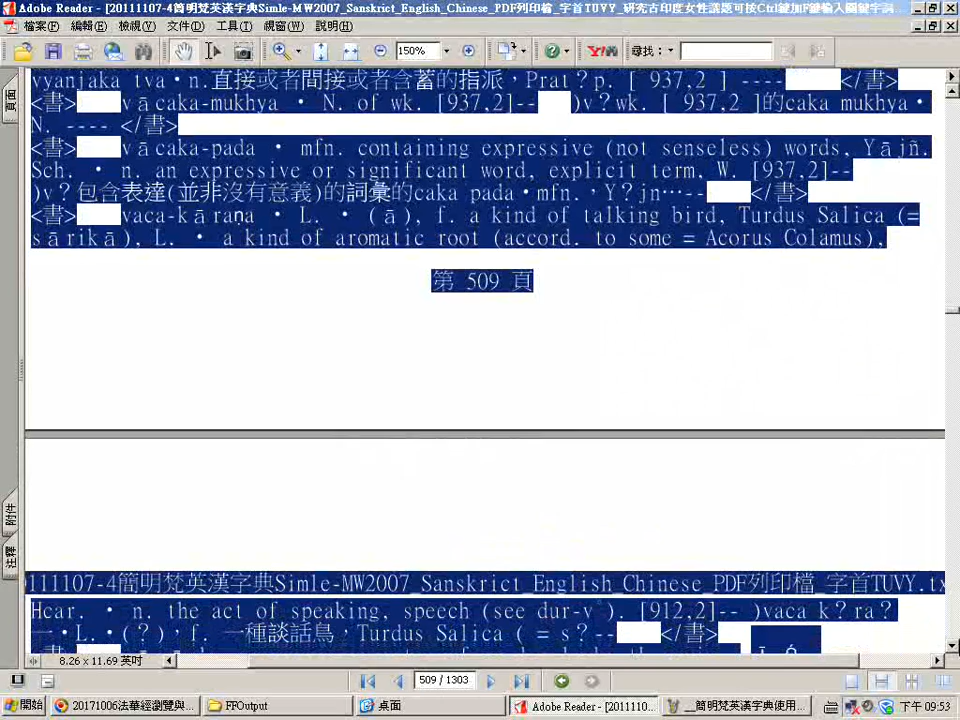 Adobe Reader - [20111107-4簡明梵英漢字典Simle-MW2007_Sanskrict_English_Chinese_PDF列印檔_字首TUVY_研究古印度女性議題可按Ctrl鍵加F鍵輸入關鍵字詞...
檔案(F) 編輯(E) 檢視(V) 文件(D) 工具(T) 視窗(W) 說明(H)
150% Y! 尋找：
頁面
vyanjaka tva・n.直接或者間接或者含蓄的指派，Prat？p. [ 937,2 ] ---- </書>
<書> vācaka-mukhya ・ N. of wk. [937,2]-- )v？wk. [ 937,2 ]的caka mukhya・
N. ---- </書>
<書> vācaka-pada ・ mfn. containing expressive (not senseless) words, Yājñ.
Sch. ・ n. an expressive or significant word, explicit term, W. [937,2]--
)v？包含表達(並非沒有意義)的詞彙的caka pada・mfn.，Y？jn…-- </書>
<書> vaca-kārana ・ L. ・ (ā), f. a kind of talking bird, Turdus Salica (=
sārikā), L. ・ a kind of aromatic root (accord. to some = Acorus Colamus),
第 509 頁
附件
注釋
111107-4簡明梵英漢字典Simle-MW2007_Sanskrict_English_Chinese_PDF列印檔_字首TUVY.tx
Hcar. ・ n. the act of speaking, speech (see dur-v°). [912,2]-- )vaca k？ra？
一・L.・(？)，f. 一種談話鳥，Turdus Salica ( = s？-- </書>
8.26 x 11.69 英吋
509 / 1303
開始 20171006法華經瀏覽與... FFOutput 桌面 Adobe Reader - [2011110... __簡明梵英字典使用... 下午 09:53